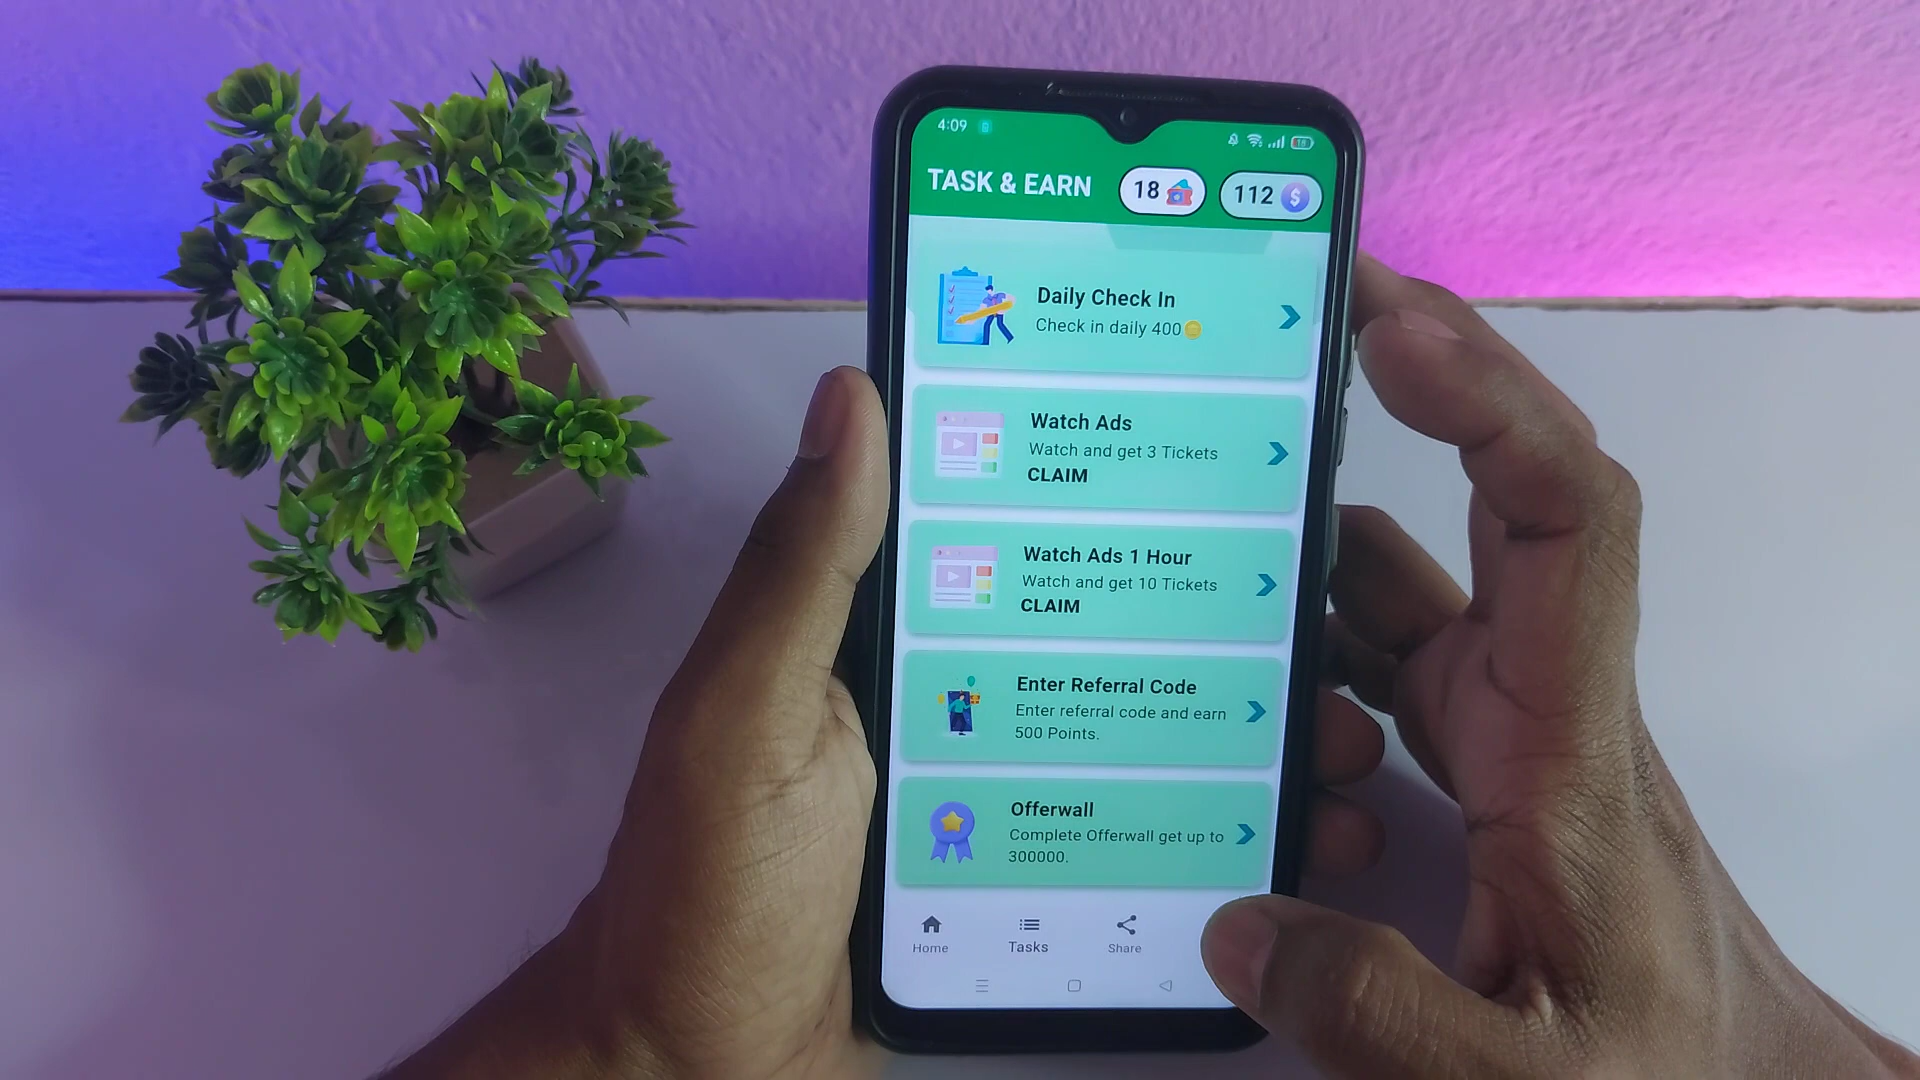 4:09
18
TASK & EARN
18
112
$
Daily Check In
Check in daily 400
Watch Ads
Watch and get 3 Tickets
CLAIM
Watch Ads 1 Hour
Watch and get 10 Tickets
CLAIM
Enter Referral Code
Enter referral code and earn
500 Points.
Offerwall
Complete Offerwall get up to
300000.
Home
Tasks
Share